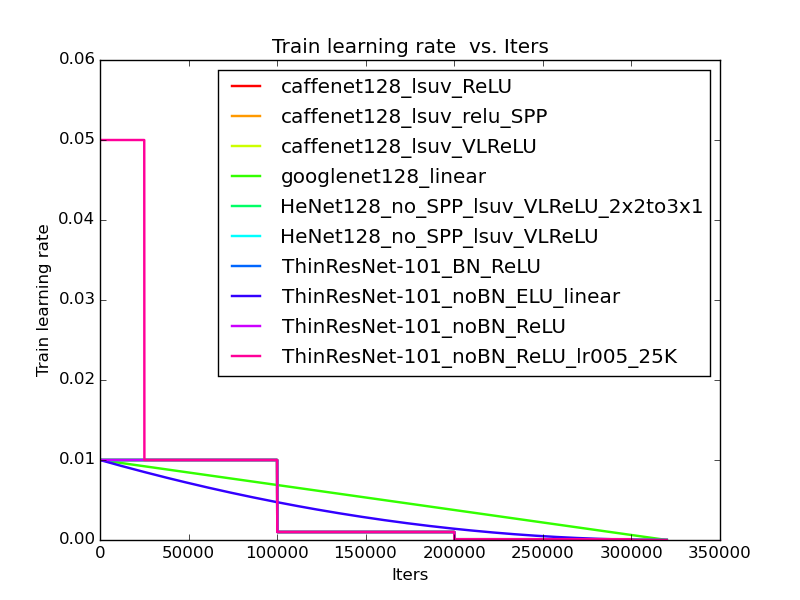 Train learning rate  vs. Iters
0.06
0.05
0.04
0.03
0.02
0.01
0.00
Train learning rate
caffenet128_lsuv_ReLU
caffenet128_lsuv_relu_SPP
caffenet128_lsuv_VLReLU
googlenet128_linear
HeNet128_no_SPP_lsuv_VLReLU_2x2to3x1
HeNet128_no_SPP_lsuv_VLReLU
ThinResNet-101_BN_ReLU
ThinResNet-101_noBN_ELU_linear
ThinResNet-101_noBN_ReLU
ThinResNet-101_noBN_ReLU_lr005_25K
0 50000 100000 150000 200000 250000 300000 350000
Iters